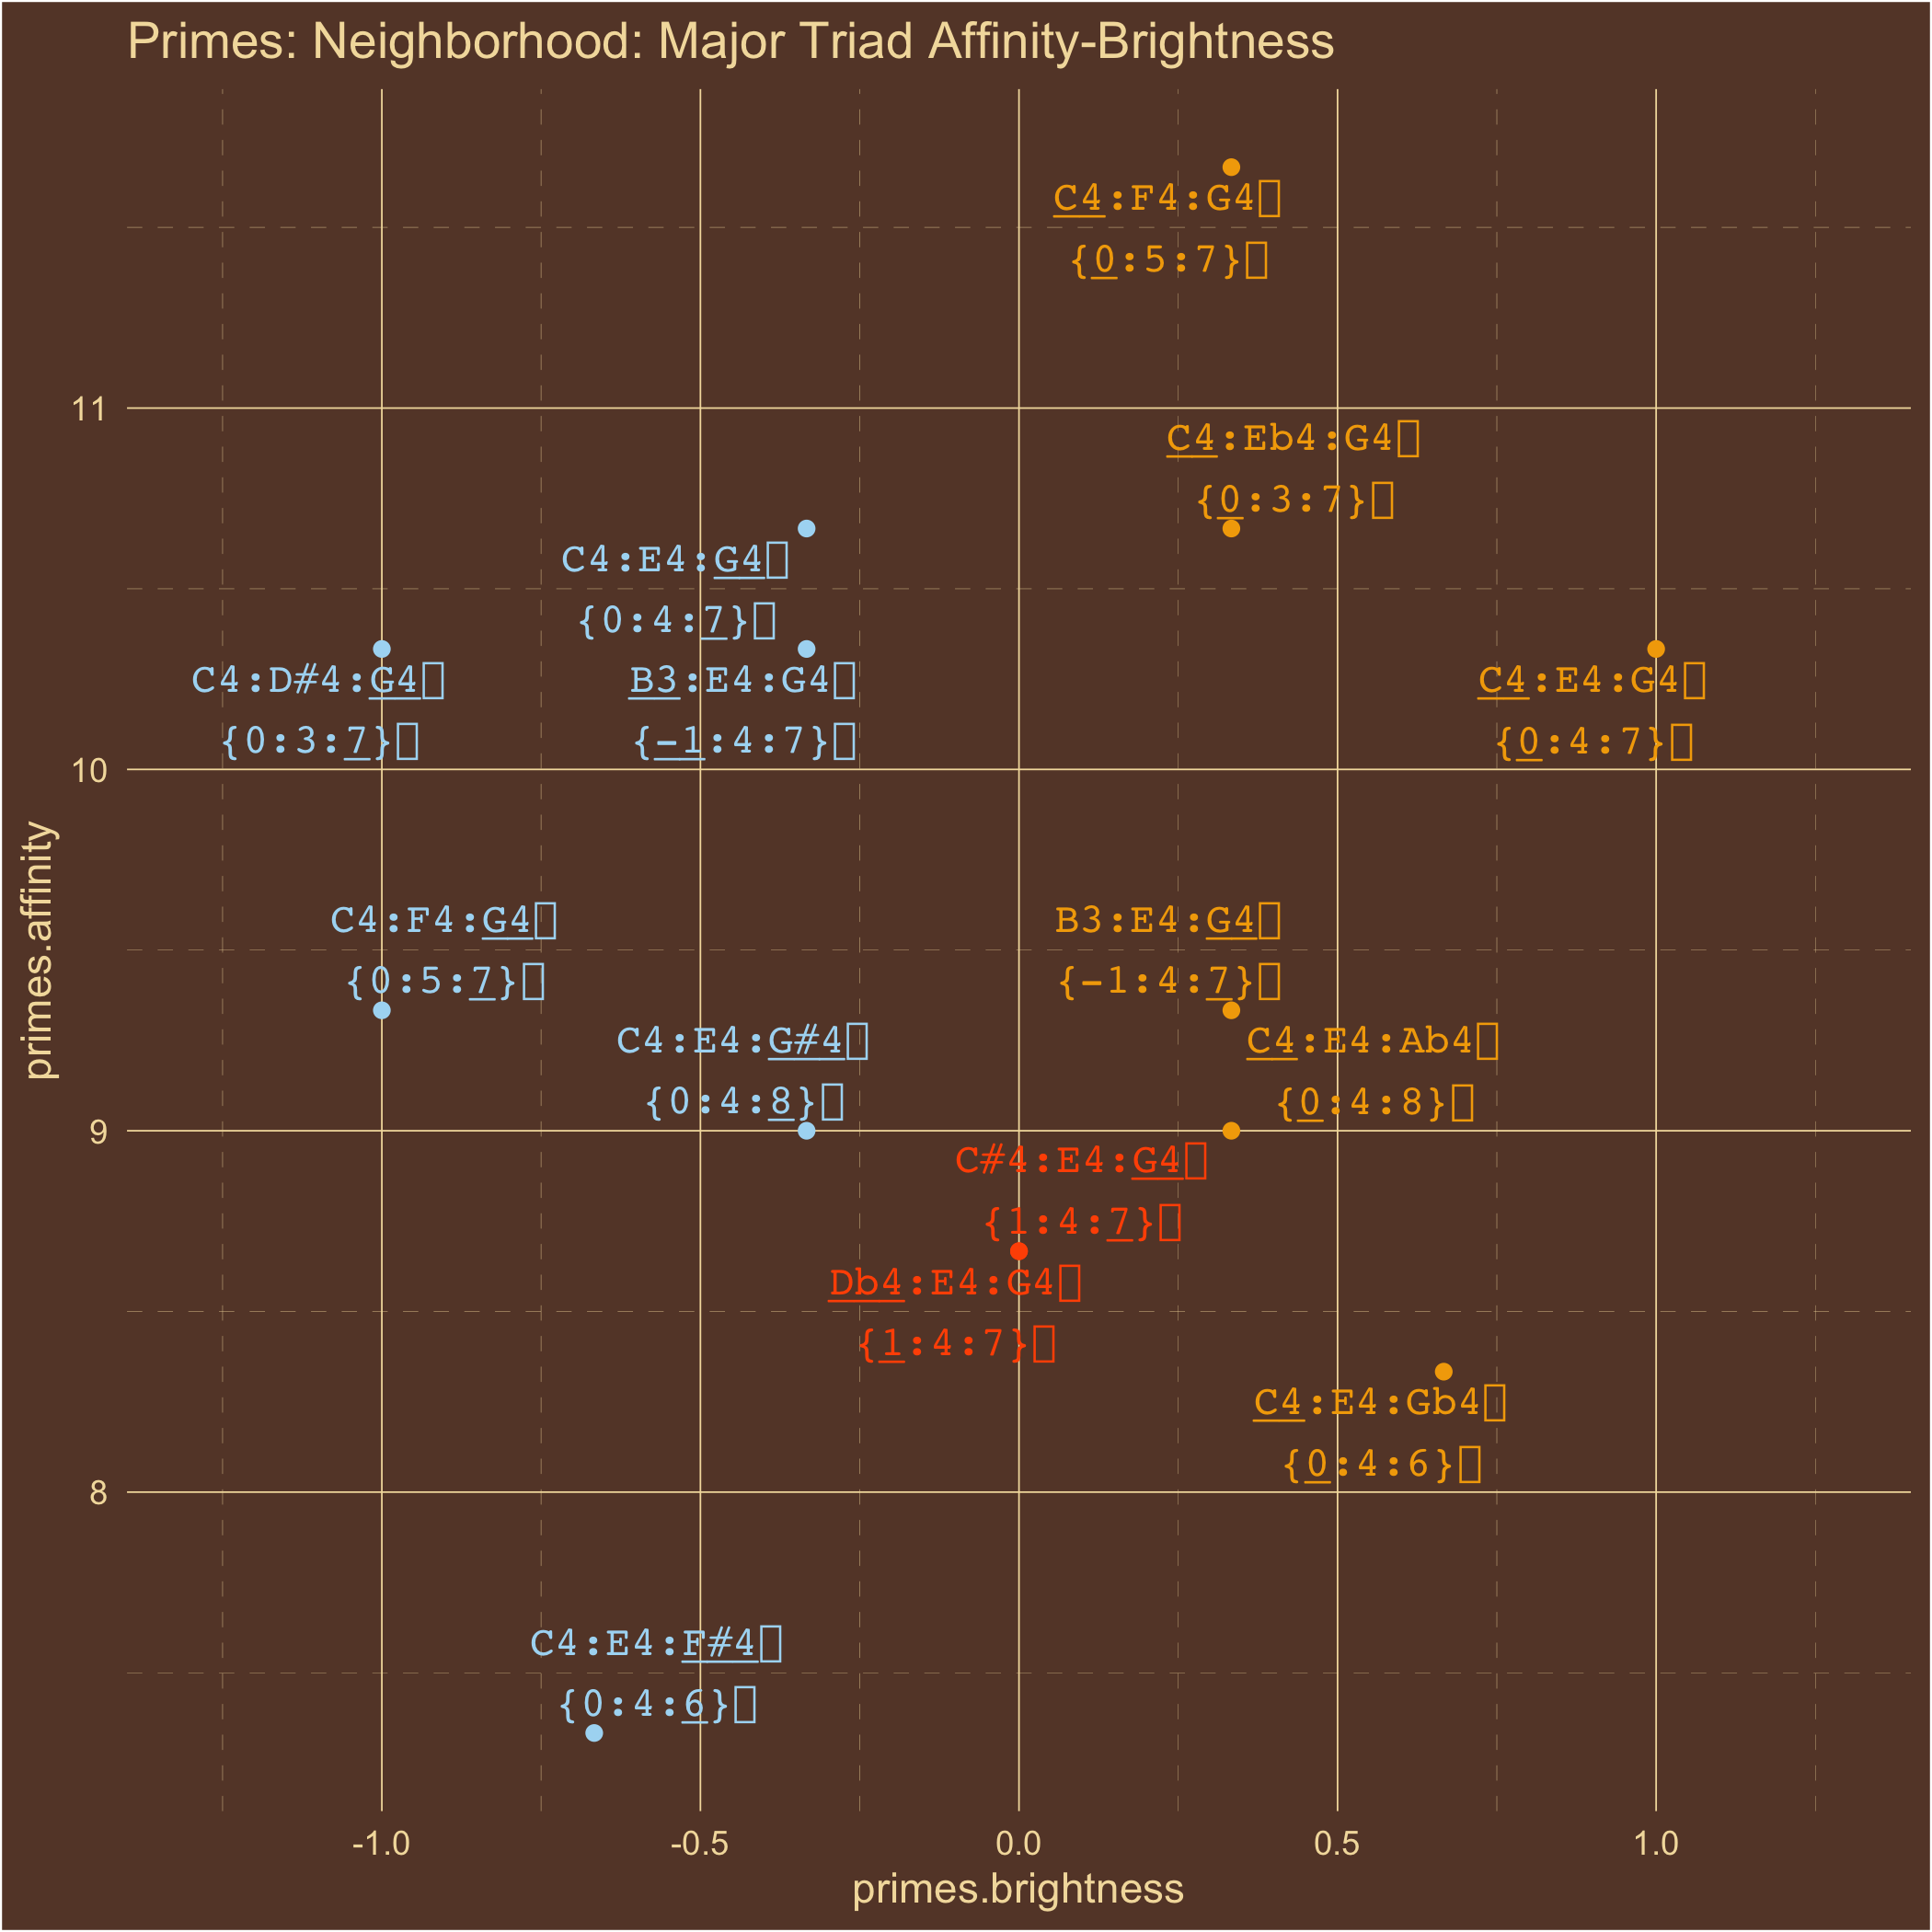 Primes: Neighborhood: Major Triad Affinity-Brightness
C4:F4:G4
{0:5:7}
11
C4:Eb4:G4
{0:3:7}
C4:E4:G4
{0:4:7}
C4:D#4:G4
{0:3:7}
B3:E4:G4
{-1:4:7}
C4:E4:G4
{0:4:7}
10
primes.affinity
C4:F4:G4
{0:5:7}
B3:E4:G4
{-1:4:7}
C4:E4:G#4
{0:4:8}
C4:E4:Ab4
{0:4:8}
9
C#4:E4:G4
{1:4:7}
Db4:E4:G4
{1:4:7}
C4:E4:Gb4
{0:4:6}
8
C4:E4:F#4
{0:4:6}
-1.0
-0.5
0.0
0.5
1.0
primes.brightness